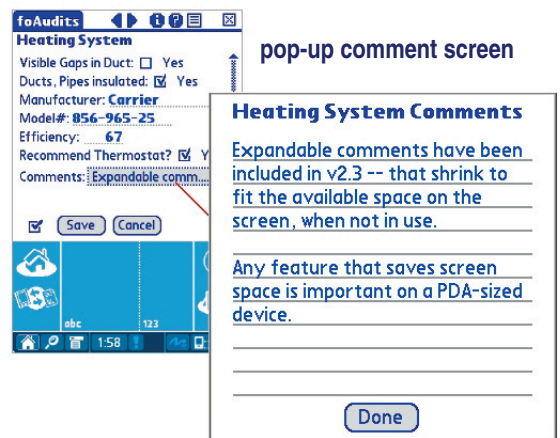 foAudits
Heating System
Visible Gaps in Duct: Yes
Ducts, Pipes insulated: Yes
Manufacturer: Carrier
Model#: 856-965-25
Efficiency: 67
Recommend Thermostat? Y
Comments: Expandable comm....
Save Cancel
abc 123
1:58
pop-up comment screen
Heating System Comments
Expandable comments have been
included in v2.3 -- that shrink to
fit the available space on the
screen, when not in use.
Any feature that saves screen
space is important on a PDA-sized
device.
Done